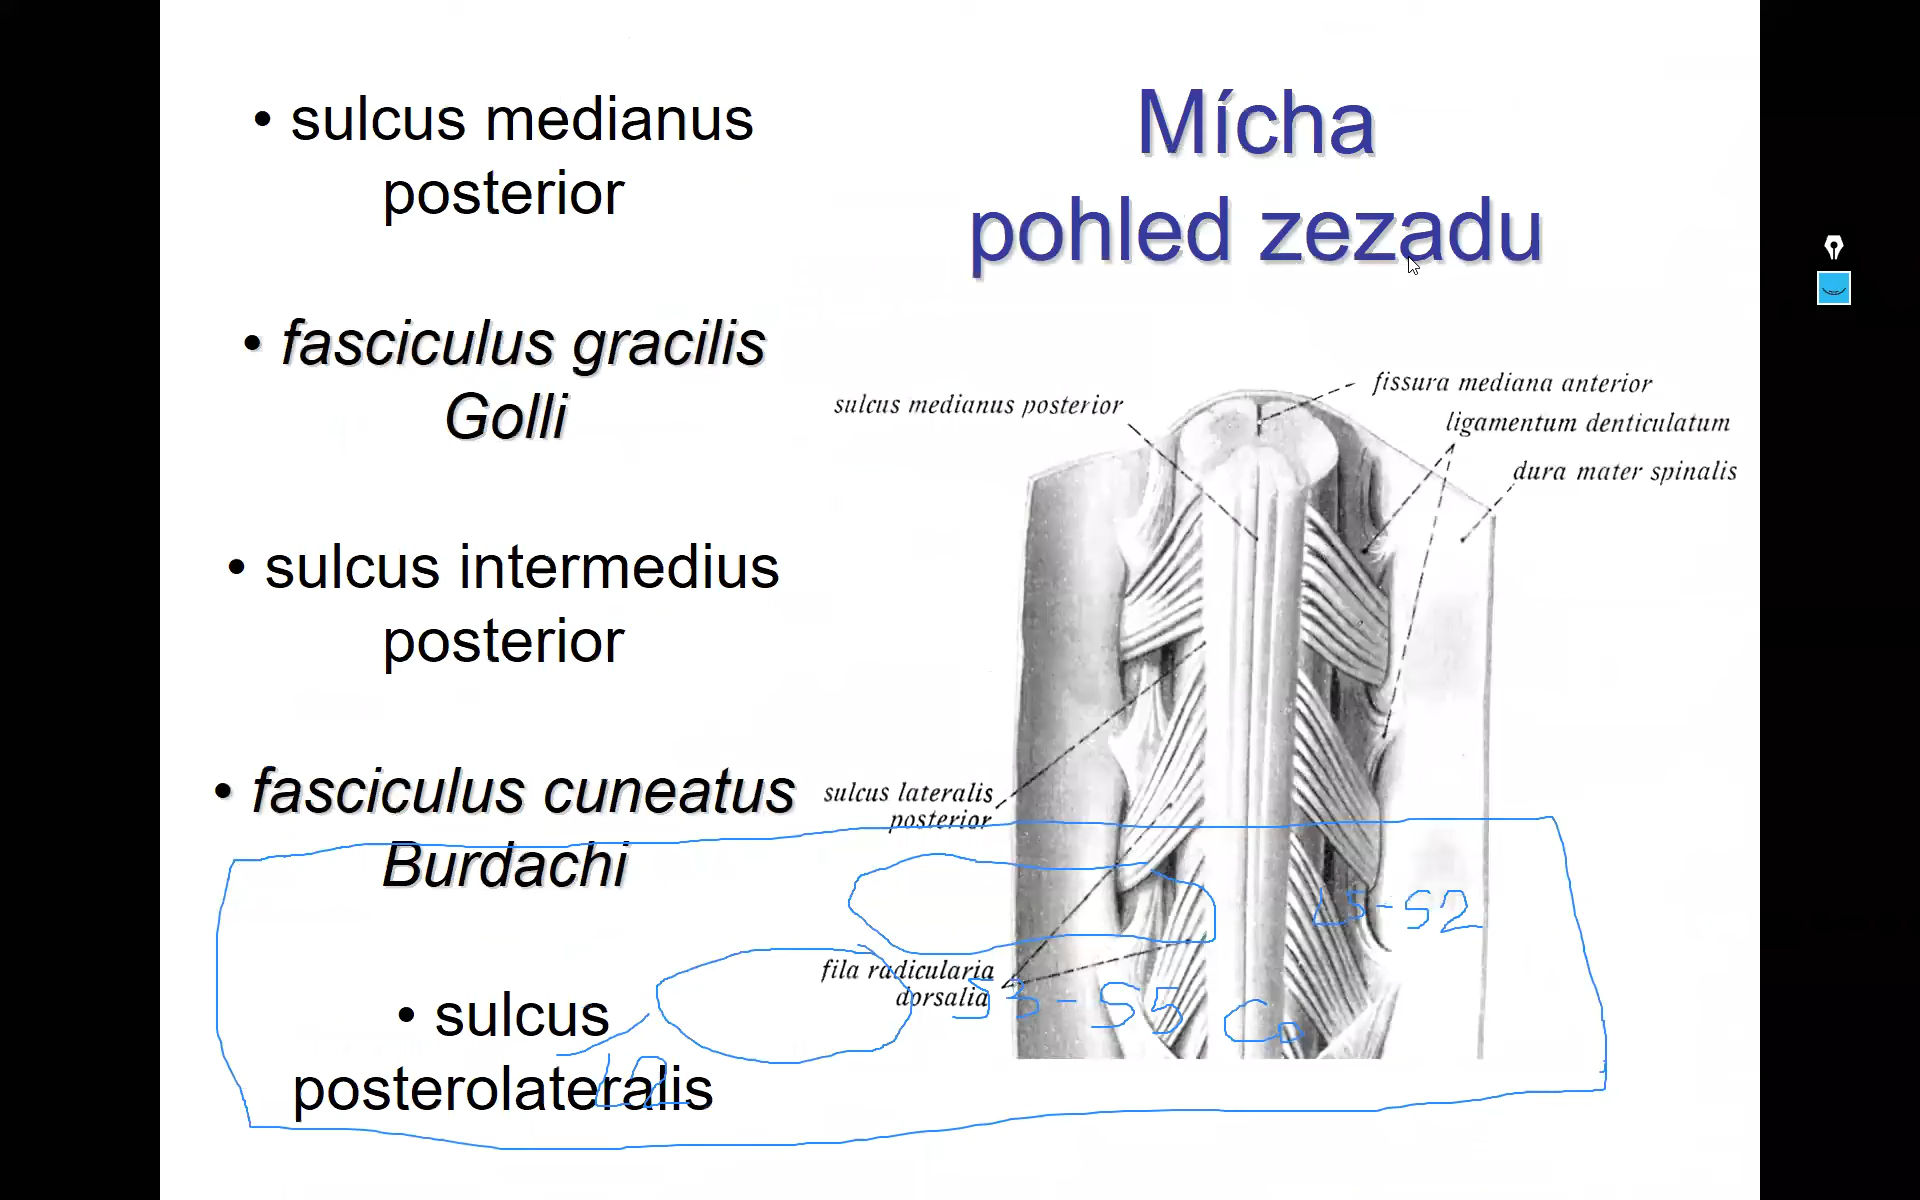 • sulcus medianus
posterior
• fasciculus gracilis
Golli
• sulcus intermedius
posterior
• fasciculus cuneatus
Burdachi
• sulcus
posterolateralis
Mícha
pohled zezadu
sulcus medianus posterior
fissura mediana anterior
ligamentum denticulatum
dura mater spinalis
sulcus lateralis
posterior
fila radicularia
dorsalia
L5-S2
S3-S5 Co
L2